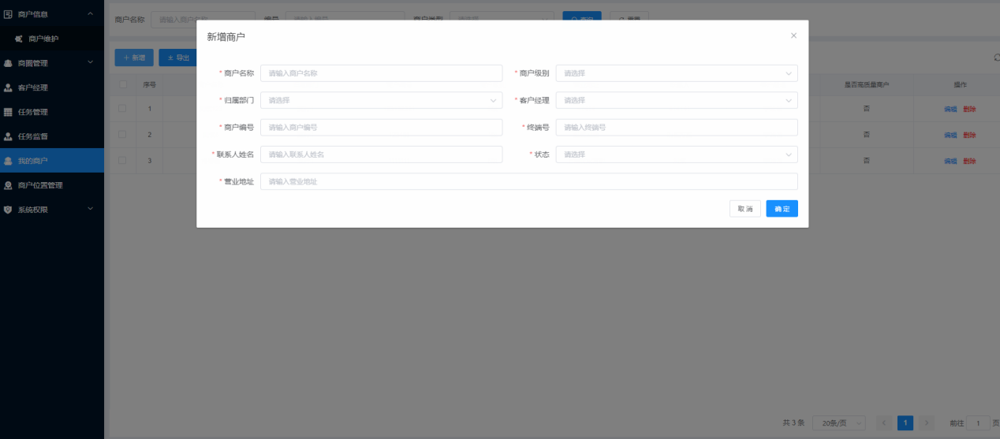 商户信息
商户维护
商圈管理
客户经理
任务管理
任务监督
我的商户
商户位置管理
系统权限
商户名称 请输入商户名称 编号 请输入编号 商户类型 请选择 查询 重置
+ 新增 导出
序号 是否高质量商户 操作
1 否 编辑 删除
2 否 编辑 删除
3 否 编辑 删除
新增商户
* 商户名称 请输入商户名称 * 商户级别 请选择
* 归属部门 请选择 * 客户经理 请选择
* 商户编号 请输入商户编号 * 终端号 请输入终端号
* 联系人姓名 请输入联系人姓名 * 状态 请选择
* 营业地址 请输入营业地址
取消 确定
共 3 条 20条/页 1 前往 1 页